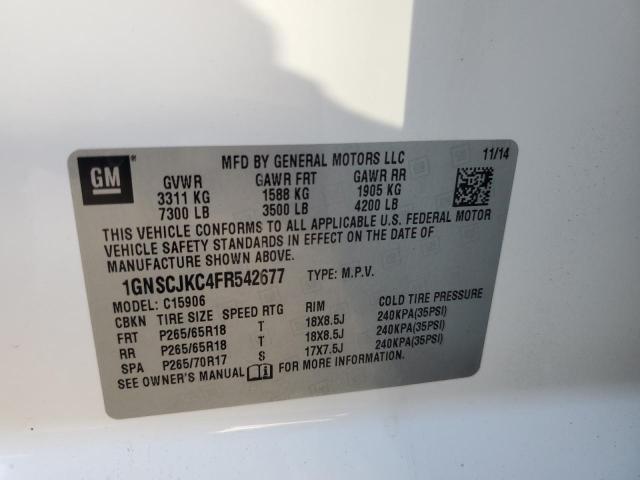 GM
MFD BY GENERAL MOTORS LLC 11/14
GVWR GAWR FRT GAWR RR
3311 KG 1588 KG 1905 KG
7300 LB 3500 LB 4200 LB
THIS VEHICLE CONFORMS TO ALL APPLICABLE U.S. FEDERAL MOTOR
VEHICLE SAFETY STANDARDS IN EFFECT ON THE DATE OF
MANUFACTURE SHOWN ABOVE.
1GNSCJKC4FR542677 TYPE: M.P.V.
MODEL: C15906
CBKN TIRE SIZE SPEED RTG RIM COLD TIRE PRESSURE
FRT P265/65R18 T 18X8.5J 240KPA(35PSI)
RR P265/65R18 T 18X8.5J 240KPA(35PSI)
SPA P265/70R17 S 17X7.5J 240KPA(35PSI)
SEE OWNER'S MANUAL FOR MORE INFORMATION.